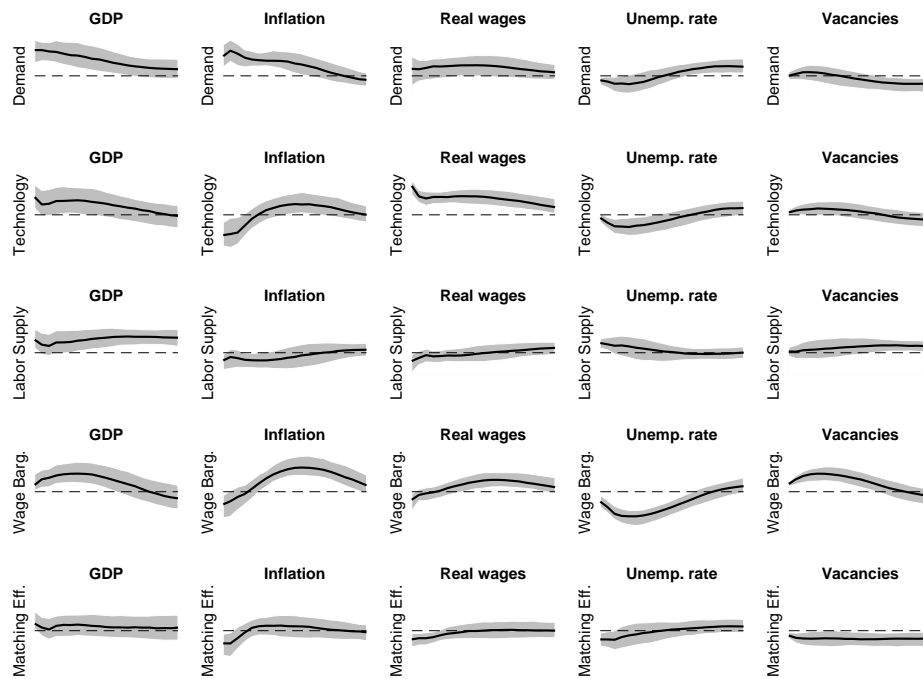 GDP Inflation Real wages Unemp. rate Vacancies
Demand Demand Demand Demand Demand
GDP Inflation Real wages Unemp. rate Vacancies
Technology Technology Technology Technology Technology
GDP Inflation Real wages Unemp. rate Vacancies
Labor Supply Labor Supply Labor Supply Labor Supply Labor Supply
GDP Inflation Real wages Unemp. rate Vacancies
Wage Barg. Wage Barg. Wage Barg. Wage Barg. Wage Barg.
GDP Inflation Real wages Unemp. rate Vacancies
Matching Eff. Matching Eff. Matching Eff. Matching Eff. Matching Eff.